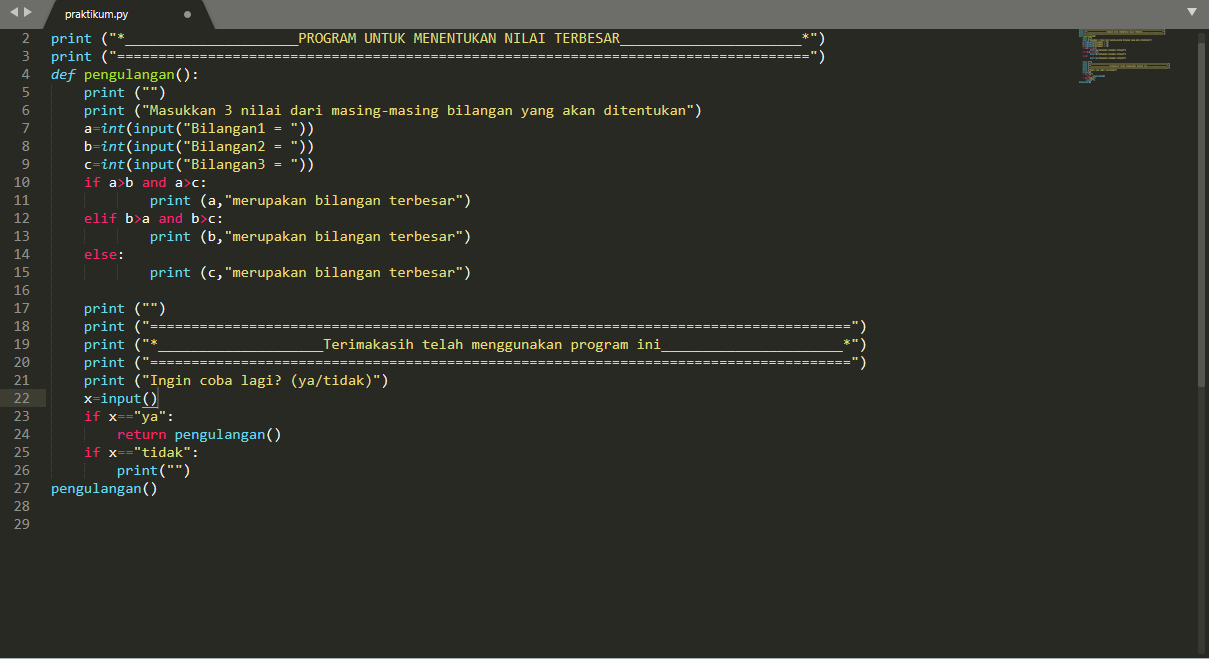 praktikum.py
2 print ("*_____________________PROGRAM UNTUK MENENTUKAN NILAI TERBESAR______________________*")
3 print ("====================================================================================")
4 def pengulangan():
5     print ("")
6     print ("Masukkan 3 nilai dari masing-masing bilangan yang akan ditentukan")
7     a=int(input("Bilangan1 = "))
8     b=int(input("Bilangan2 = "))
9     c=int(input("Bilangan3 = "))
10     if a>b and a>c:
11             print (a,"merupakan bilangan terbesar")
12     elif b>a and b>c:
13             print (b,"merupakan bilangan terbesar")
14     else:
15             print (c,"merupakan bilangan terbesar")
16
17     print ("")
18     print ("=====================================================================================")
19     print ("*____________________Terimakasih telah menggunakan program ini______________________*")
20     print ("=====================================================================================")
21     print ("Ingin coba lagi? (ya/tidak)")
22     x=input()
23     if x=="ya":
24         return pengulangan()
25     if x=="tidak":
26         print("")
27 pengulangan()
28
29